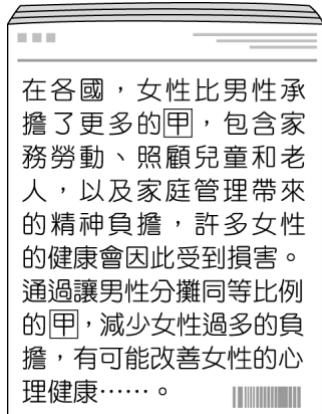 在各國，女性比男性承
擔了更多的甲，包含家
務勞動、照顧兒童和老
人，以及家庭管理帶來
的精神負擔，許多女性
的健康會因此受到損害。
通過讓男性分攤同等比例
的甲，減少女性過多的負
擔，有可能改善女性的心
理健康⋯⋯。